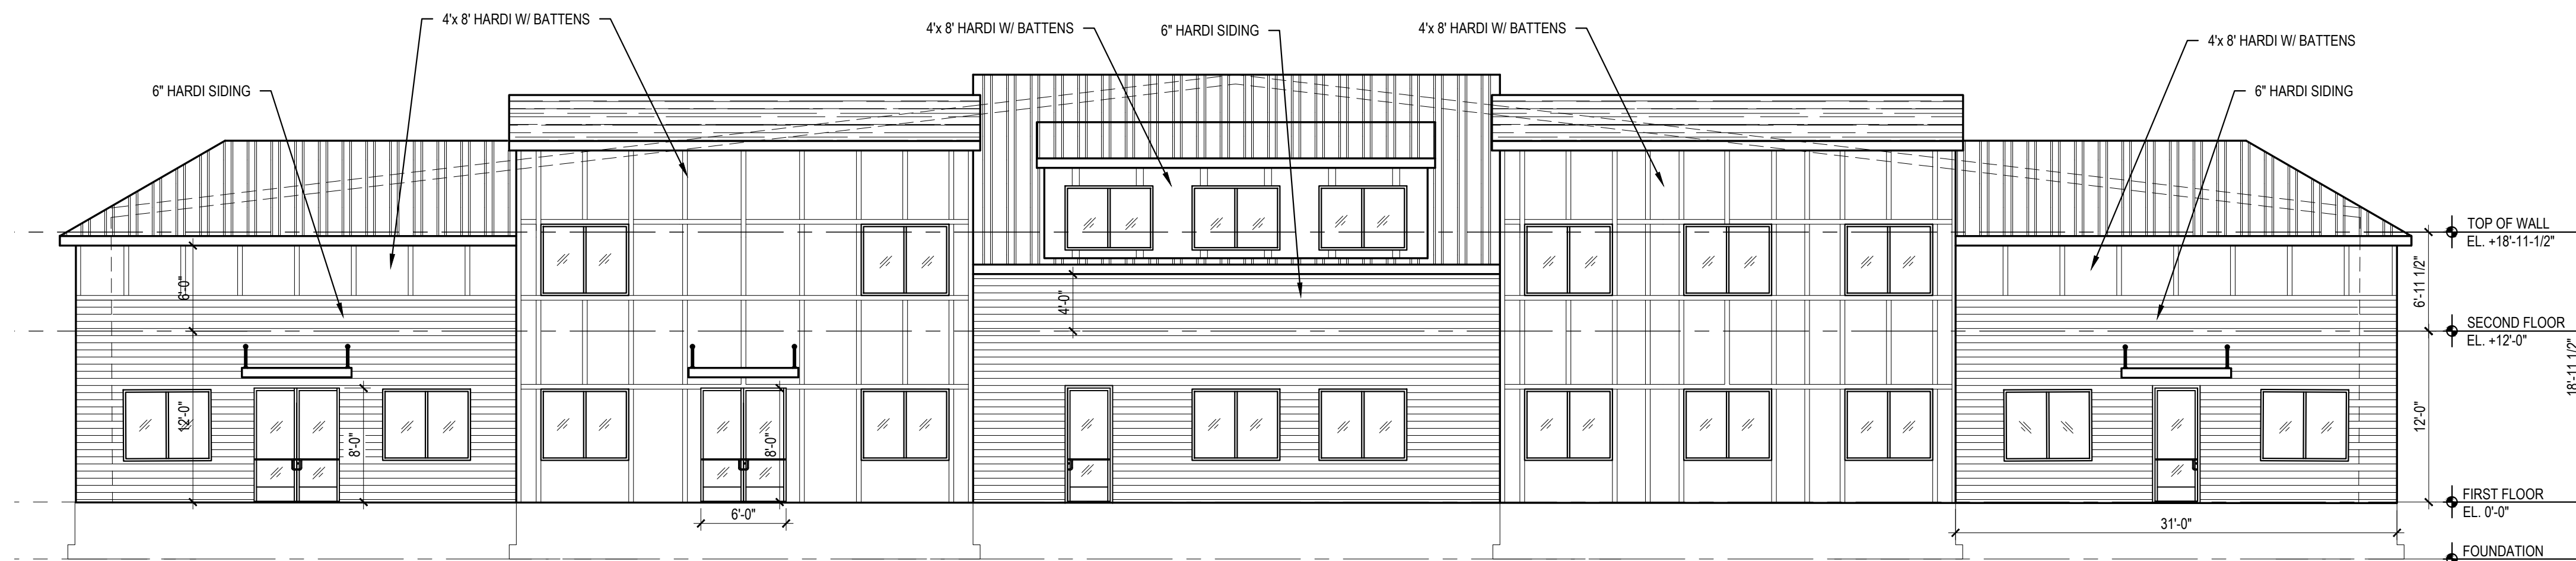 4'x 8' HARDI W/ BATTENS
4'x 8' HARDI W/ BATTENS
6" HARDI SIDING
4'x 8' HARDI W/ BATTENS
4'x 8' HARDI W/ BATTENS
6" HARDI SIDING
6" HARDI SIDING
TOP OF WALL
EL. +18'-11-1/2"
6'-0"
4'-0"
6'-11 1/2"
SECOND FLOOR
EL. +12'-0"
18'-11 1/2"
12'-0"
8'-0"
8'-0"
12'-0"
FIRST FLOOR
EL. 0'-0"
6'-0"
31'-0"
FOUNDATION